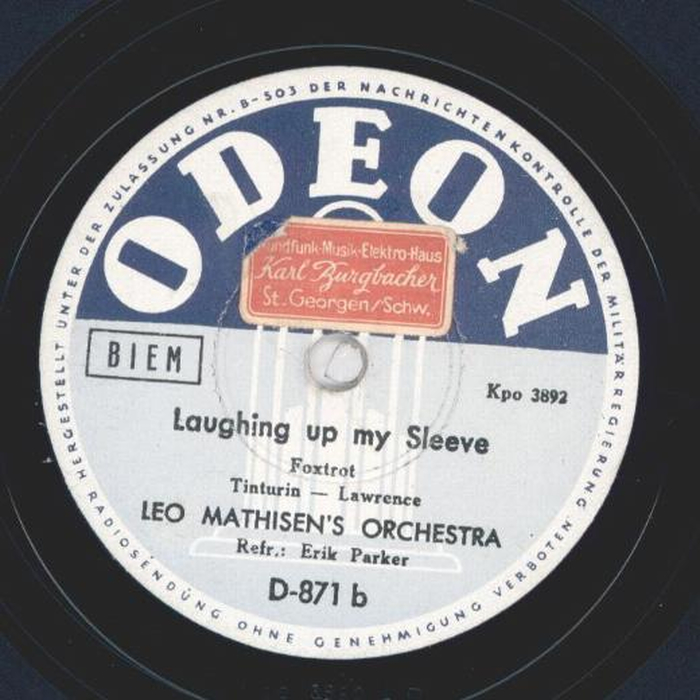 HERGESTELLT UNTER DER ZULASSUNG NR. B-503 DER NACHRICHTENKONTROLLE DER MILITÄRREGIERUNG
RADIOSENDUNG OHNE GENEHMIGUNG VERBOTEN
ODEON
Rundfunk-Musik-Elektro-Haus
Karl Burgbacher
St. Georgen/Schw.
BIEM
Kpo 3892
Laughing up my Sleeve
Foxtrot
Tinturin — Lawrence
LEO MATHISEN'S ORCHESTRA
Refr.: Erik Parker
D-871 b